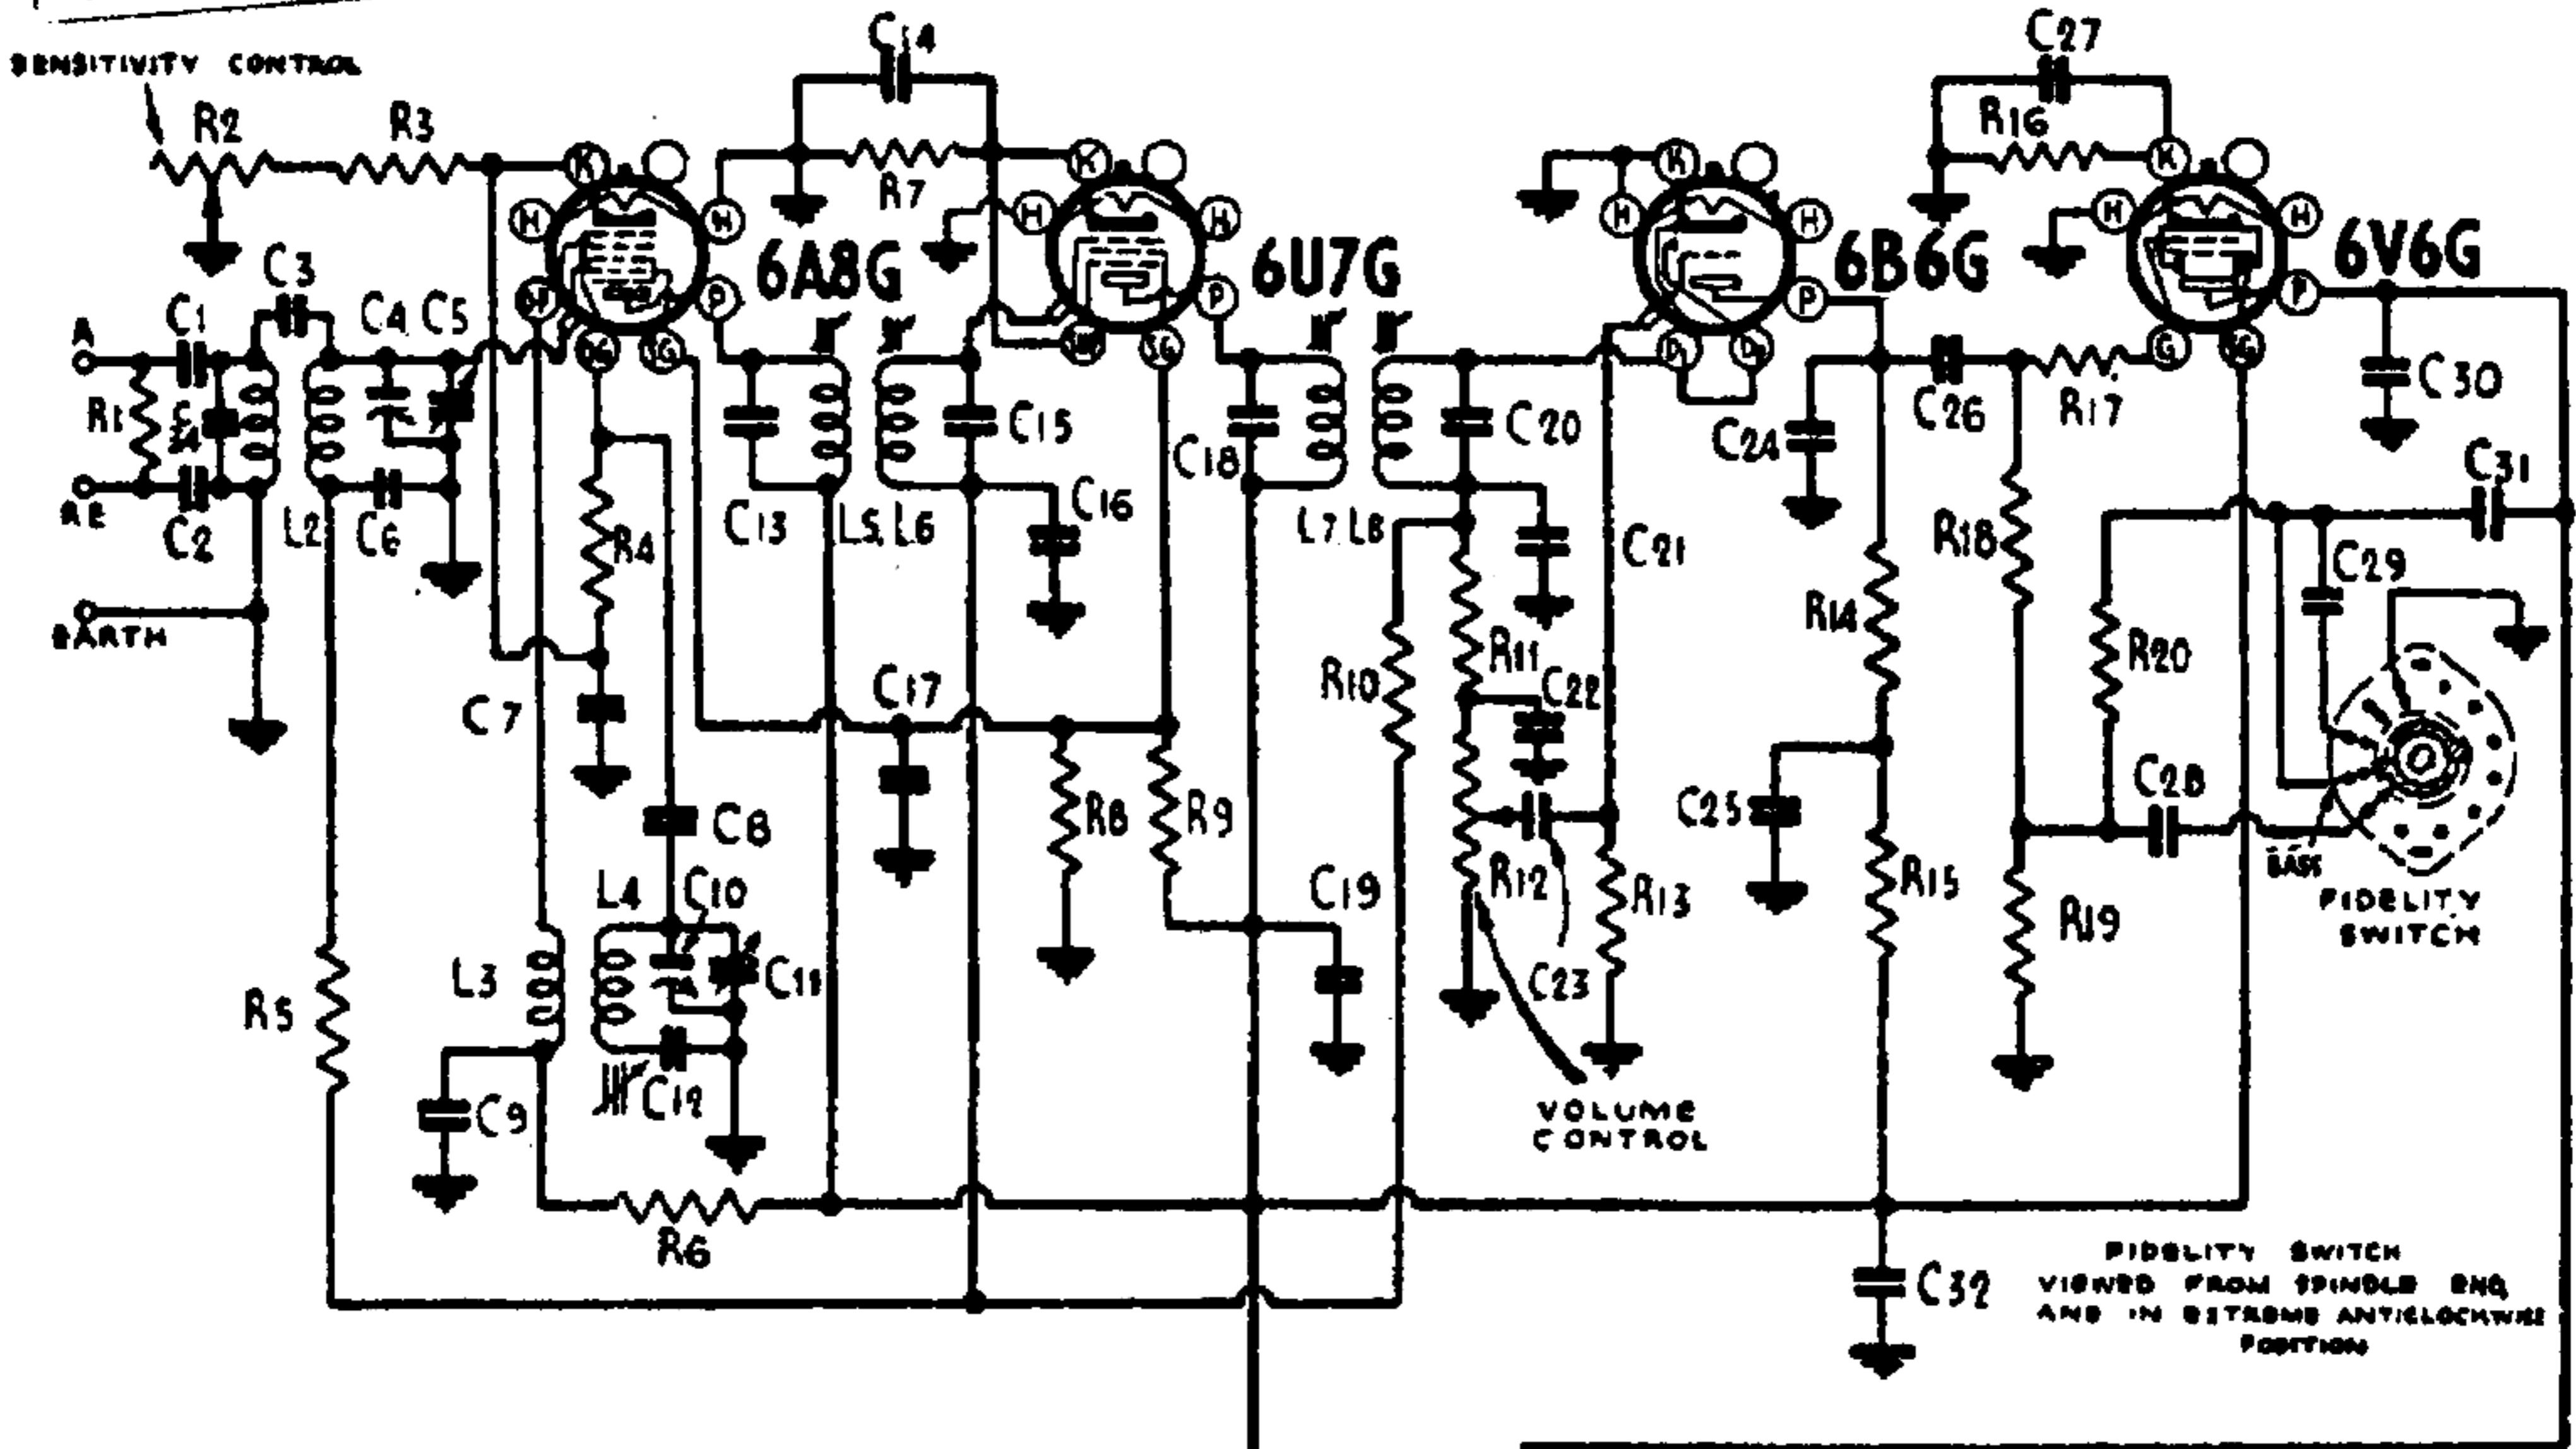 SENSITIVITY CONTROL
R2
R3
C14
R7
C27
R16
K
H
H
P
SG
6A8G
K
H
H
P
SG
6U7G
K
H
H
P
D
D
6B6G
K
H
H
P
G
SG
6V6G
A
C1
C3
C4
C5
R1
AE
C2
L2
C6
EARTH
R4
C7
C8
C13
L5
L6
C15
C16
C17
R8
R9
C18
L7
L8
C20
C21
R10
R11
C22
R12
C23
R13
C19
C24
C26
R17
R14
C25
R15
R18
R19
R20
C28
C29
C30
C31
BASS
FIDELITY
SWITCH
L3
L4
C10
C11
C12
C9
R5
R6
VOLUME
CONTROL
C32
FIDELITY SWITCH
VIEWED FROM SPINDLE END
AND IN EXTREME ANTICLOCKWISE
POSITION